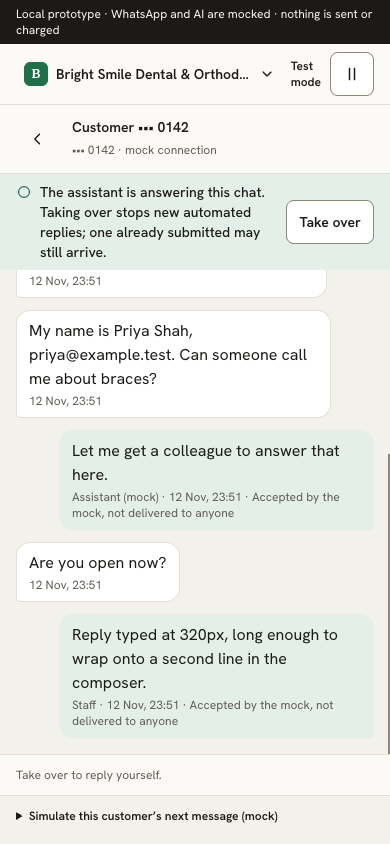 Local prototype · WhatsApp and AI are mocked · nothing is sent or
charged
B Bright Smile Dental & Orthod...
Test
mode
Customer ••• 0142
••• 0142 · mock connection
The assistant is answering this chat.
Taking over stops new automated
replies; one already submitted may
still arrive.
Take over
12 Nov, 23:51
My name is Priya Shah,
priya@example.test. Can someone call
me about braces?
12 Nov, 23:51
Let me get a colleague to answer that
here.
Assistant (mock) · 12 Nov, 23:51 · Accepted by the
mock, not delivered to anyone
Are you open now?
12 Nov, 23:51
Reply typed at 320px, long enough to
wrap onto a second line in the
composer.
Staff · 12 Nov, 23:51 · Accepted by the mock, not
delivered to anyone
Take over to reply yourself.
Simulate this customer’s next message (mock)